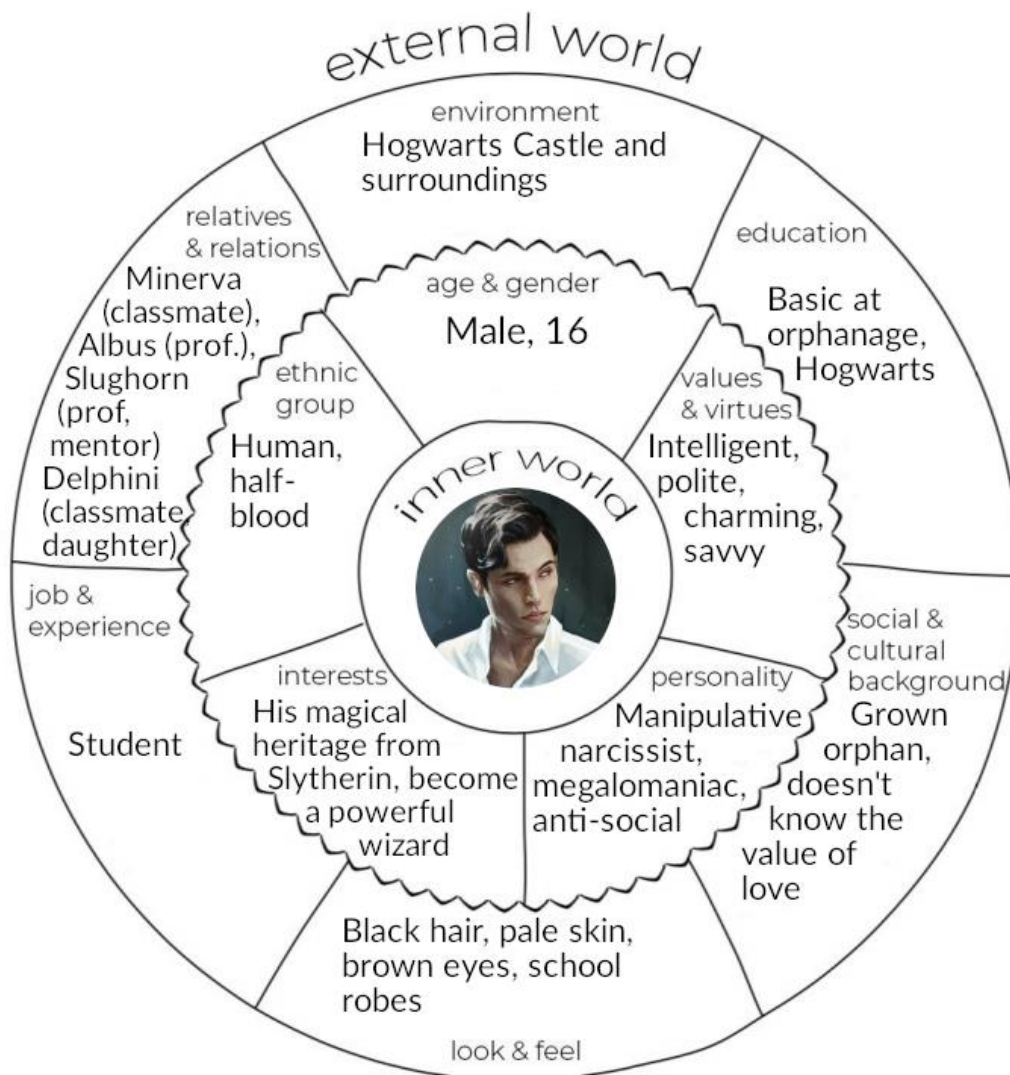 external world
environment
Hogwarts Castle and
surroundings
relatives
& relations
Minerva
(classmate),
Albus (prof.),
Slughorn
(prof,
mentor)
Delphini
(classmate,
daughter)
education
Basic at
orphanage,
Hogwarts
age & gender
Male, 16
ethnic
group
Human,
half-
blood
values
& virtues
Intelligent,
polite,
charming,
savvy
inner world
job &
experience
Student
interests
His magical
heritage from
Slytherin, become
a powerful
wizard
personality
Manipulative
narcissist,
megalomaniac,
anti-social
social &
cultural
background
Grown
orphan,
doesn't
know the
value of
love
Black hair, pale skin,
brown eyes, school
robes
look & feel